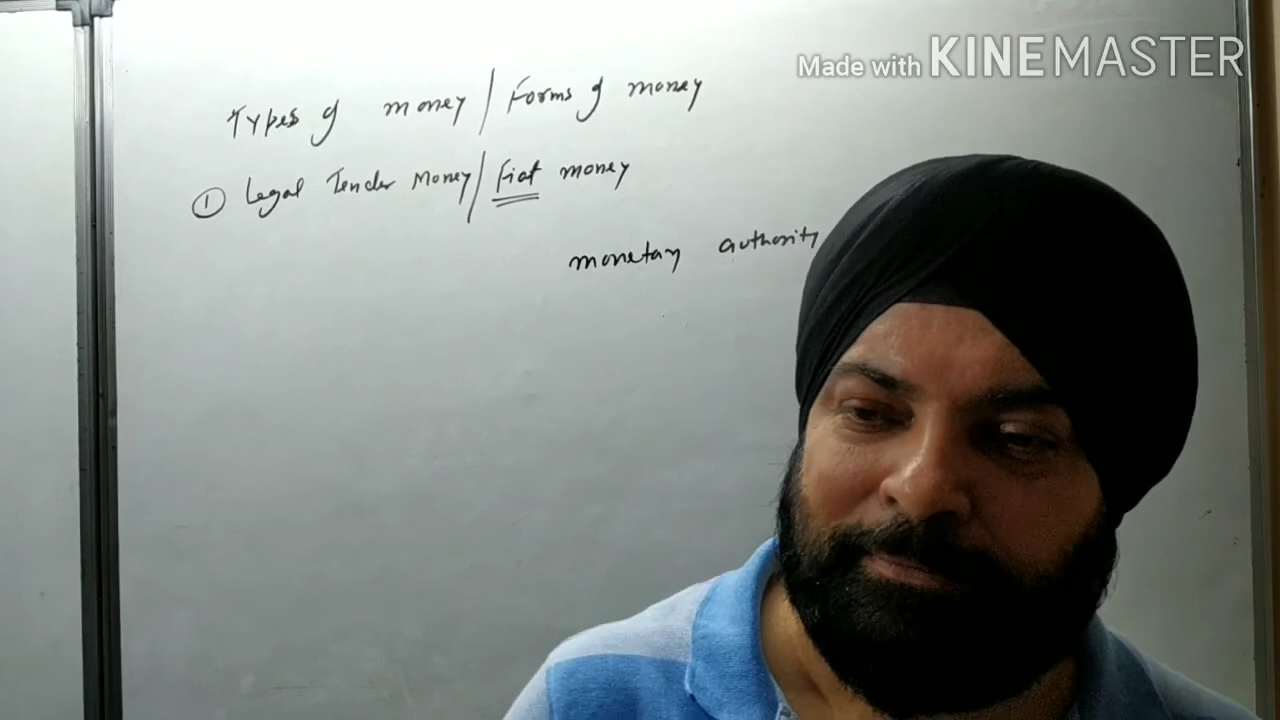 Made with KINEMASTER
Types of money / Forms of money
① Legal Tender Money / Fiat money
monetary authority